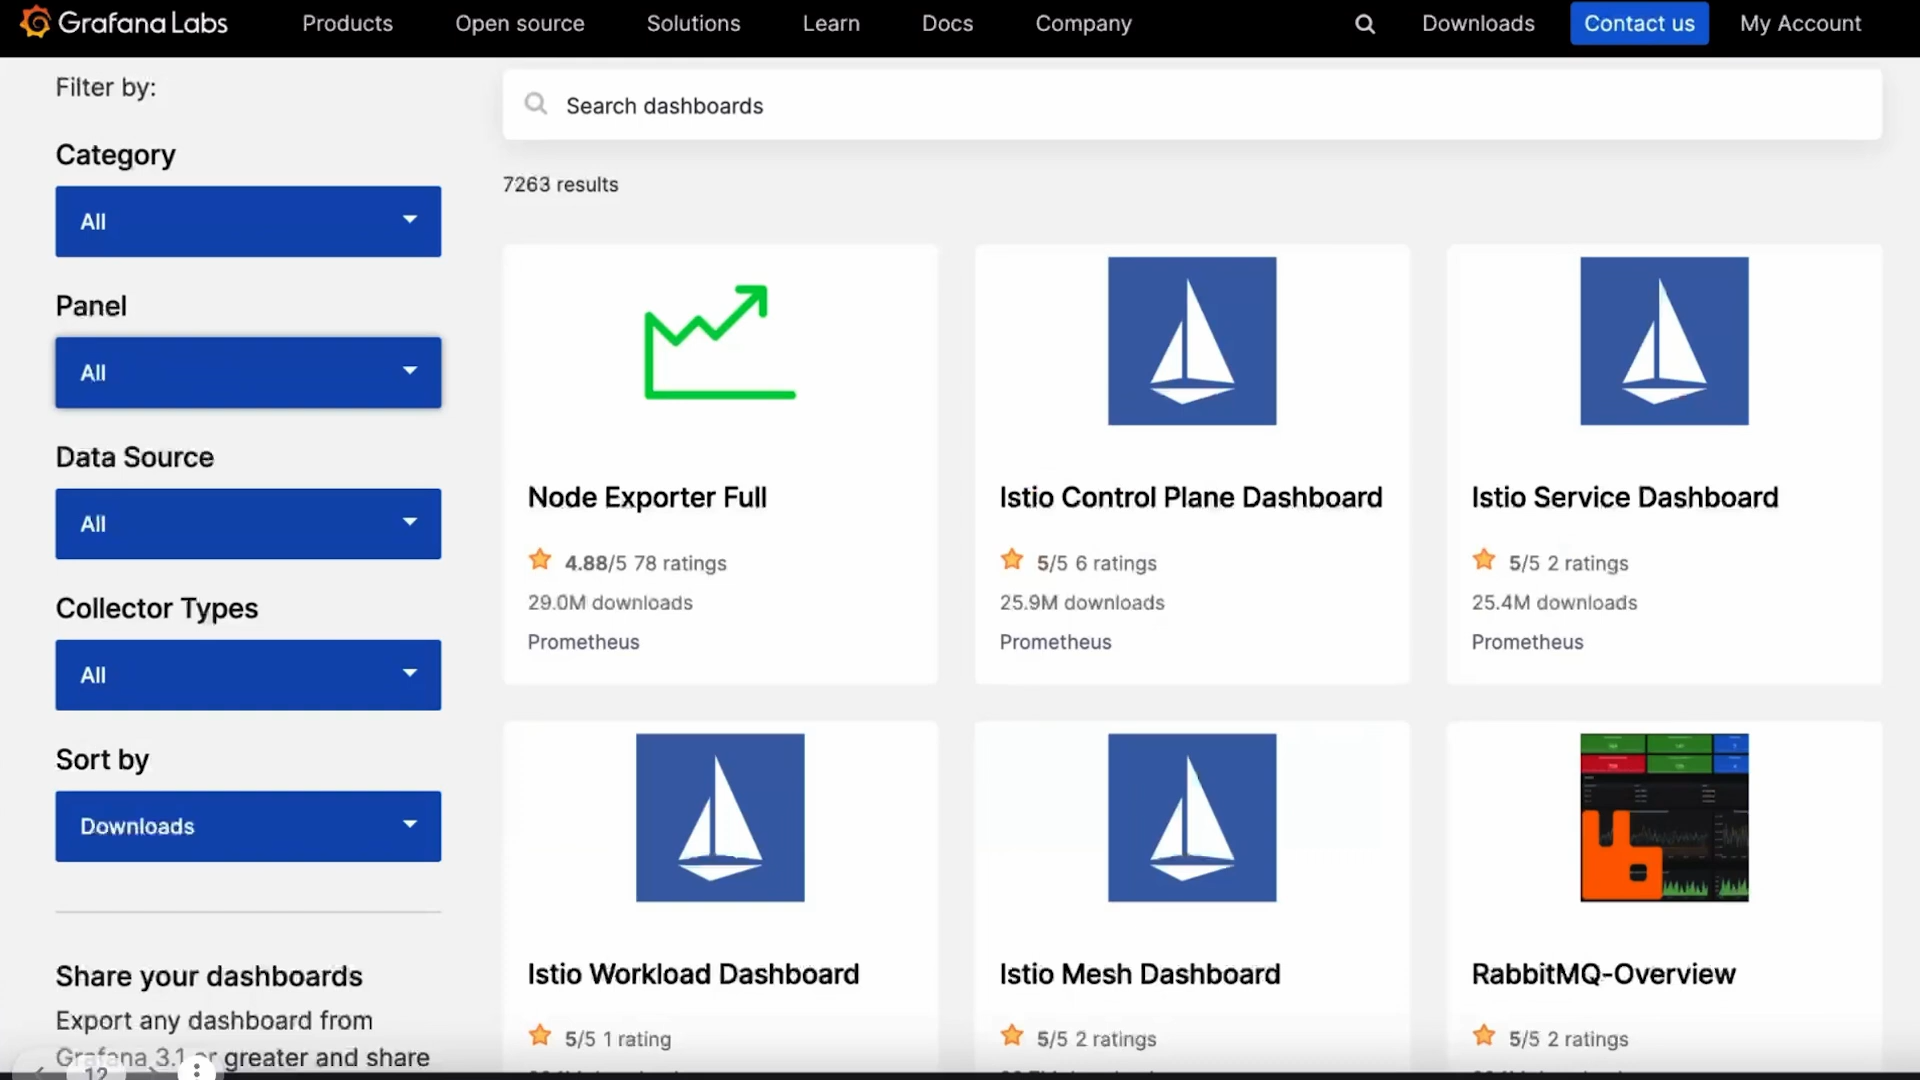 Grafana Labs
Products
Open source
Solutions
Learn
Docs
Company
Downloads
Contact us
My Account
Filter by:
Category
All
Panel
All
Data Source
All
Collector Types
All
Sort by
Downloads
Share your dashboards
Export any dashboard from
Grafena 3.1 or greater and share
12
Search dashboards
7263 results
Node Exporter Full
4.88/5 78 ratings
29.0M downloads
Prometheus
Istio Control Plane Dashboard
5/5 6 ratings
25.9M downloads
Prometheus
Istio Service Dashboard
5/5 2 ratings
25.4M downloads
Prometheus
Istio Workload Dashboard
5/5 1 rating
Istio Mesh Dashboard
5/5 2 ratings
RabbitMQ-Overview
5/5 2 ratings